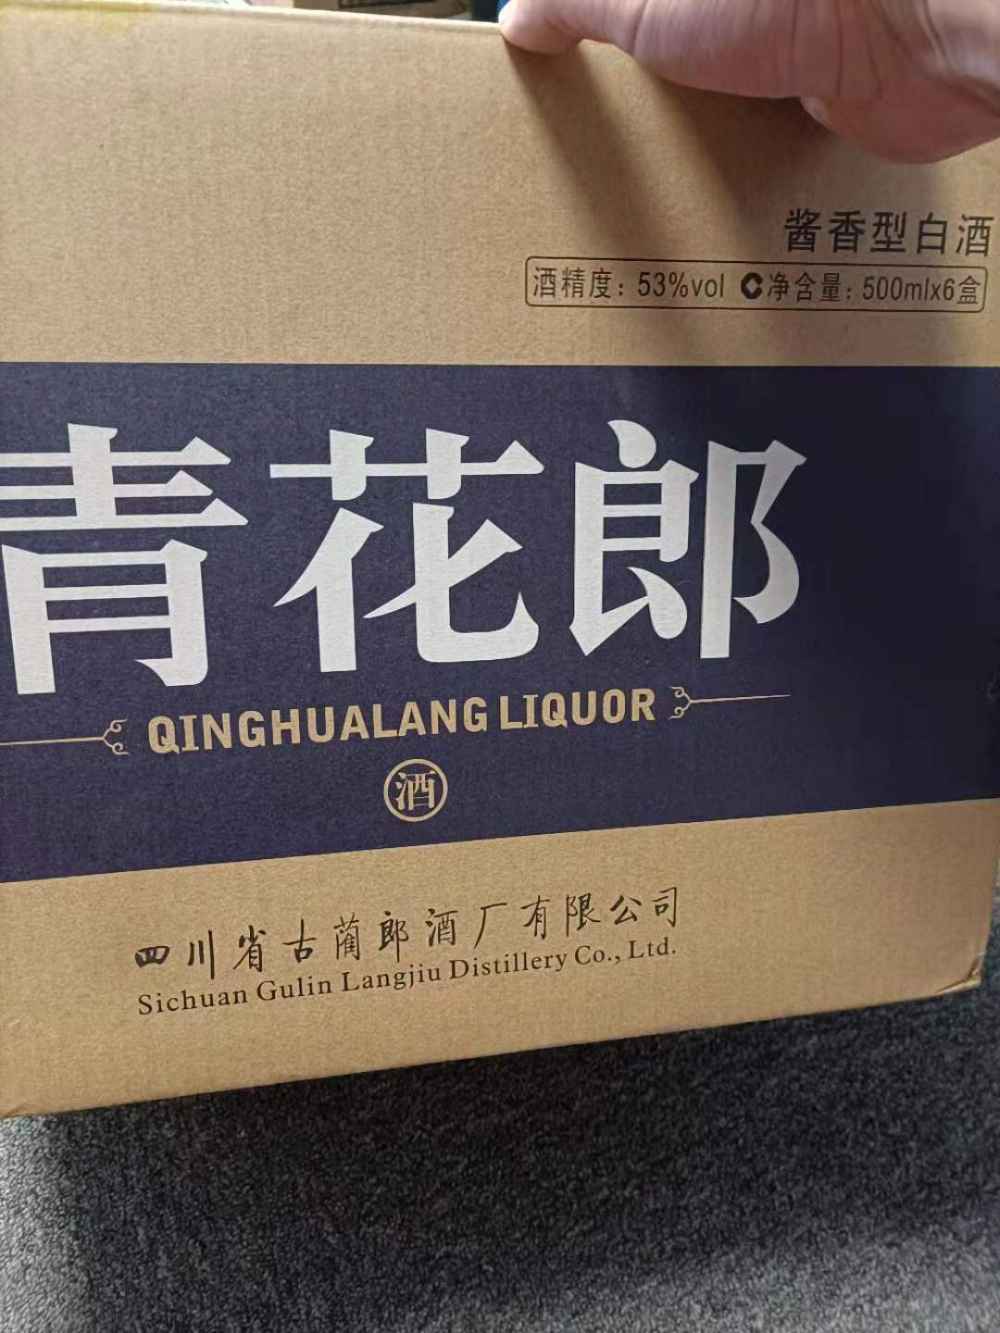 酱香型白酒
酒精度：53%vol C净含量：500mlx6盒
青花郎
QINGHUALANG LIQUOR
酒
四川省古蔺郎酒厂有限公司
Sichuan Gulin Langjiu Distillery Co., Ltd.